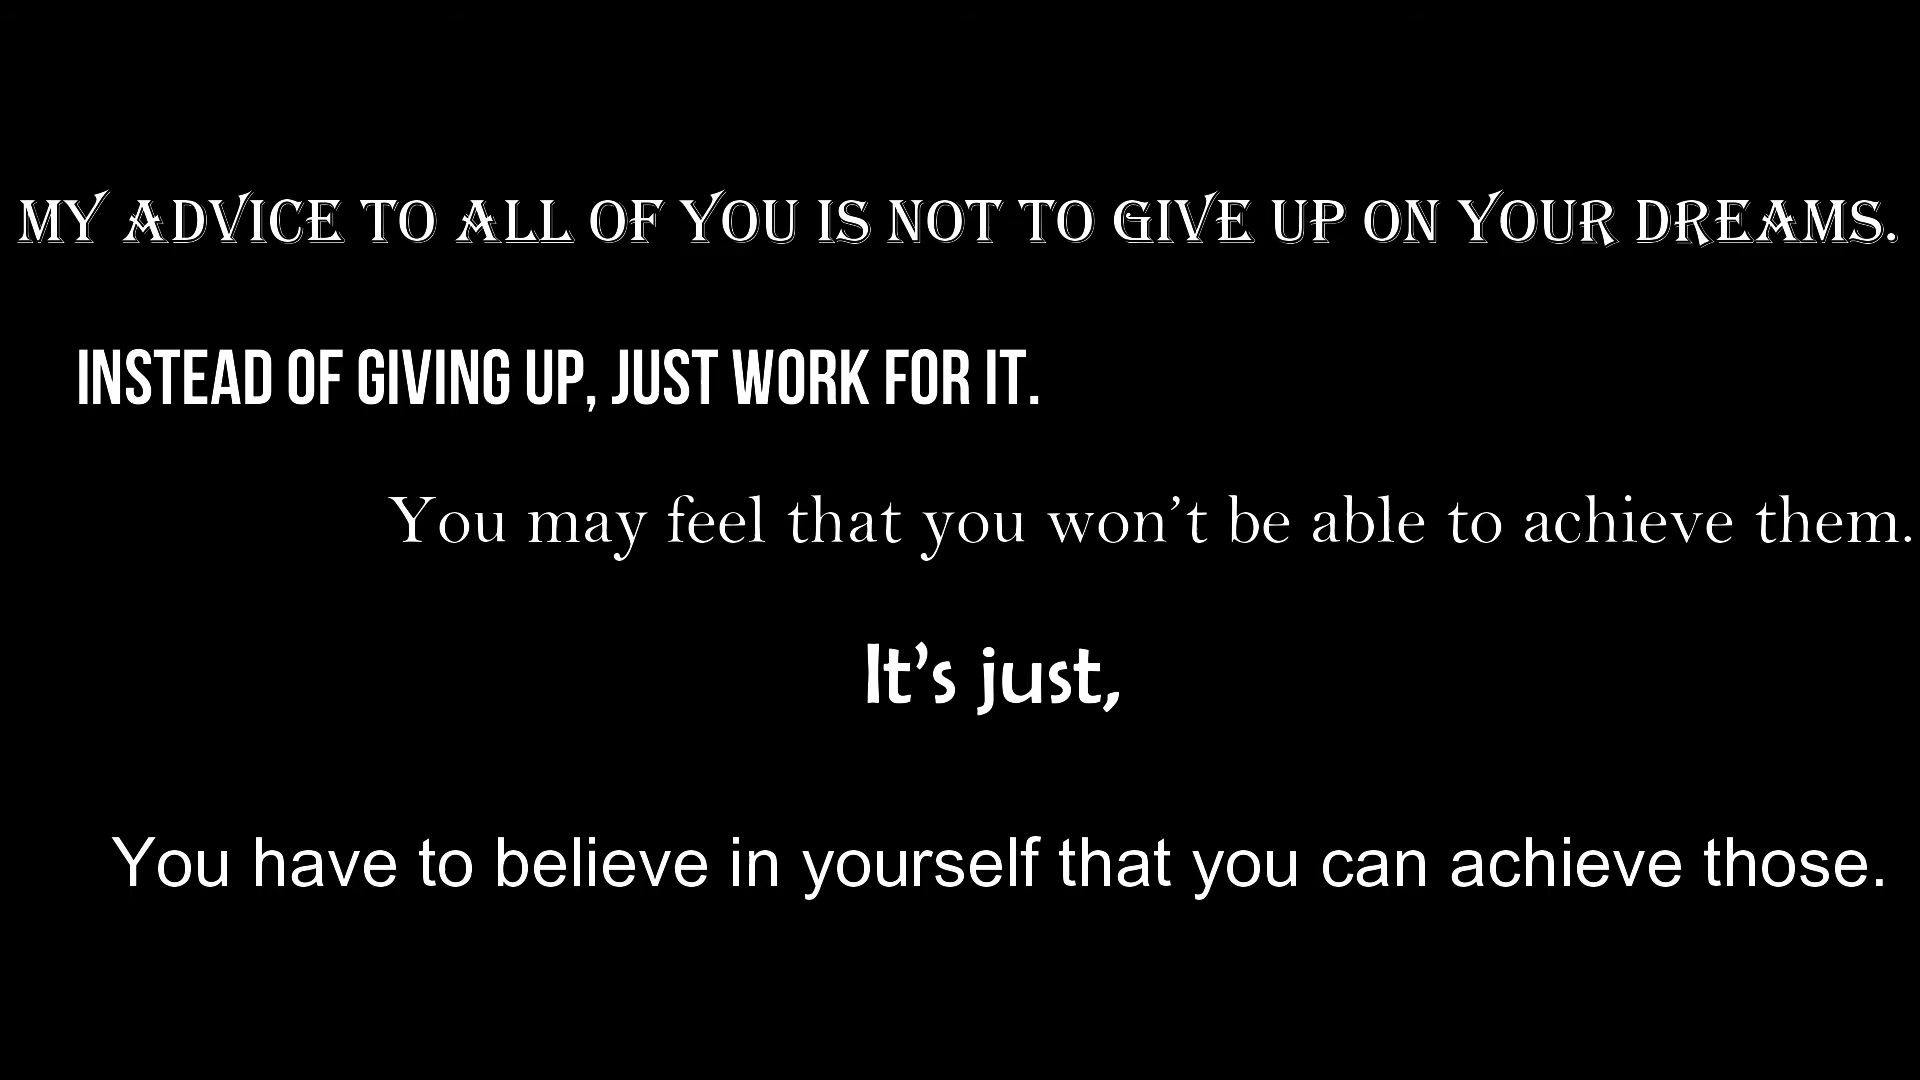 MY ADVICE TO ALL OF YOU IS NOT TO GIVE UP ON YOUR DREAMS.
INSTEAD OF GIVING UP, JUST WORK FOR IT.
You may feel that you won’t be able to achieve them.
It’s just,
You have to believe in yourself that you can achieve those.